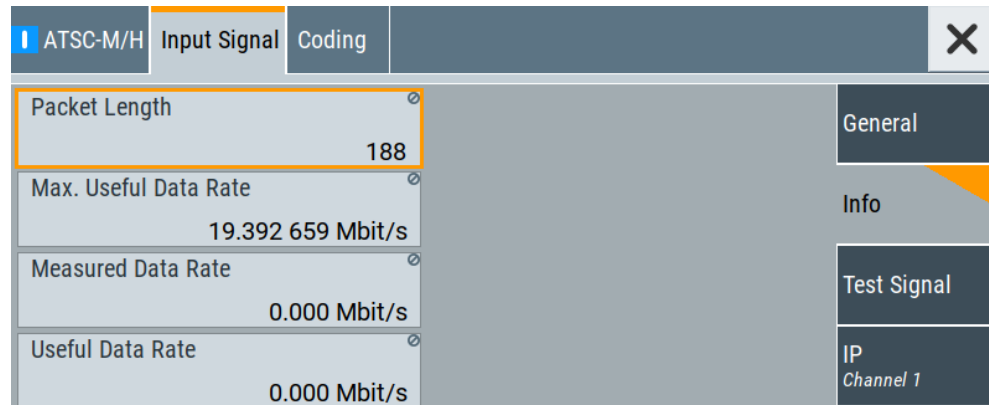 ATSC-M/H Input Signal Coding
Packet Length
188
Max. Useful Data Rate
19.392 659 Mbit/s
Measured Data Rate
0.000 Mbit/s
Useful Data Rate
0.000 Mbit/s
General
Info
Test Signal
IP
Channel 1